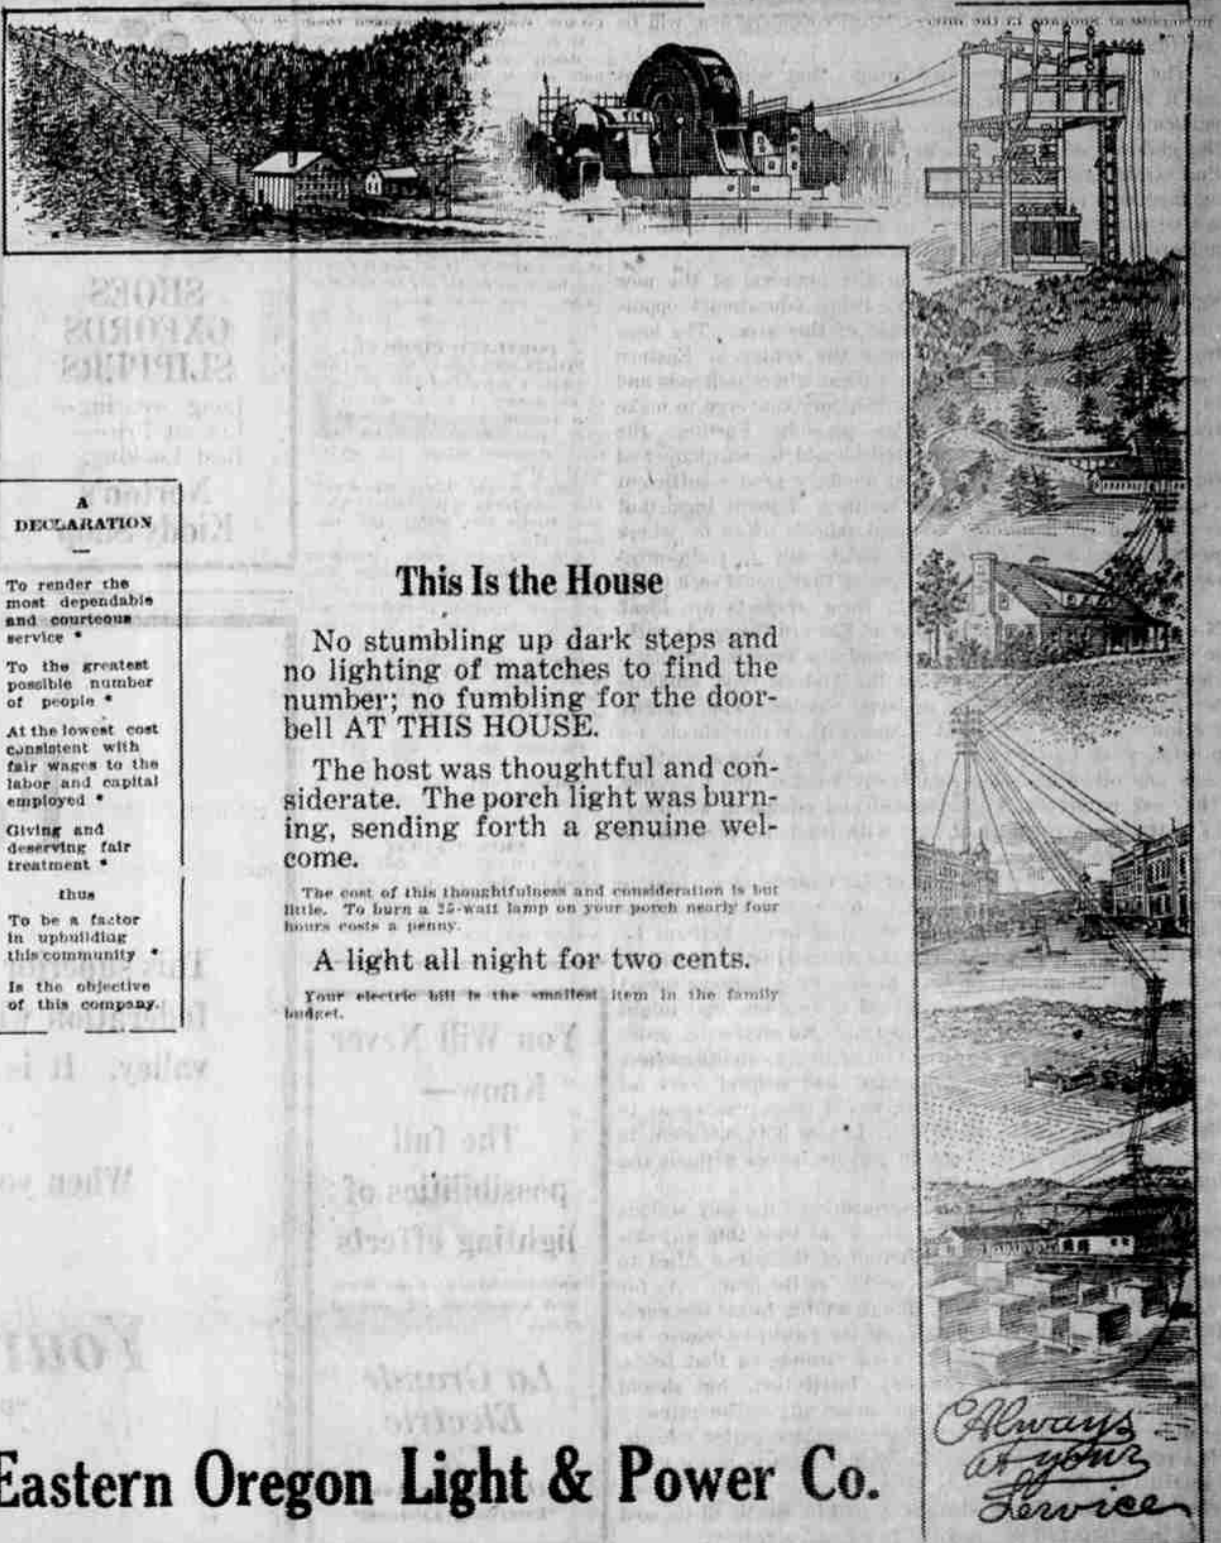 A
DECLARATION
To render the
most dependable
and courteous
service *
To the greatest
possible number
of people *
At the lowest cost
consistent with
fair wages to the
labor and capital
employed *
Giving and
deserving fair
treatment *
thus
To be a factor
in upbuilding
this community *
Is the objective
of this company.
This Is the House
No stumbling up dark steps and
no lighting of matches to find the
number; no fumbling for the door-
bell AT THIS HOUSE.
The host was thoughtful and con-
siderate. The porch light was burn-
ing, sending forth a genuine wel-
come.
The cost of this thoughtfulness and consideration is but
little. To burn a 25-watt lamp on your porch nearly four
hours costs a penny.
A light all night for two cents.
Your electric bill is the smallest item in the family
budget.
Always
at your
Service
Eastern Oregon Light & Power Co.